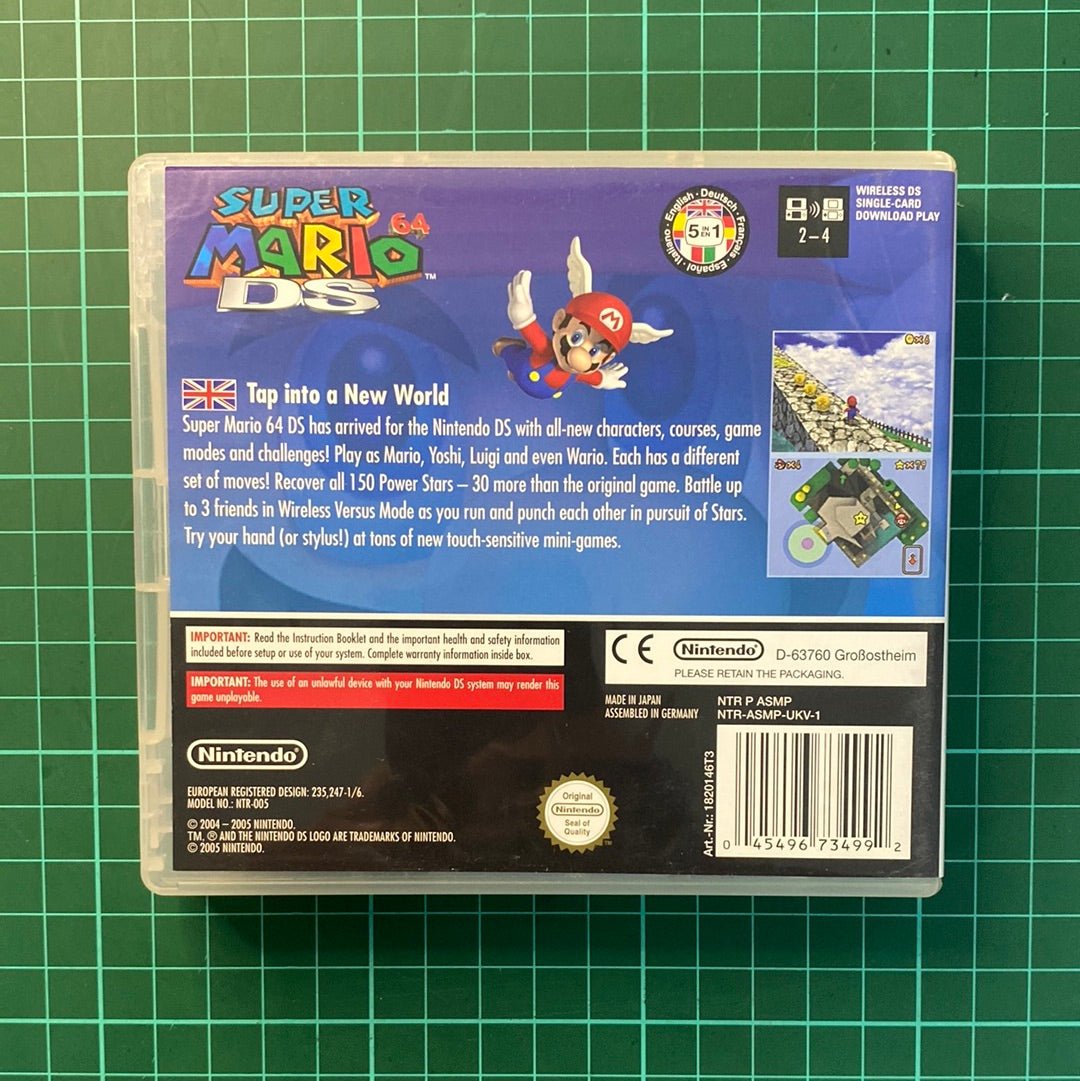 SUPER
MARIO 64
DS ™
English · Deutsch · Français · Español · Italiano ·
5 IN EN 1
2–4
WIRELESS DS
SINGLE-CARD
DOWNLOAD PLAY
M
Tap into a New World
Super Mario 64 DS has arrived for the Nintendo DS with all-new characters, courses, game
modes and challenges! Play as Mario, Yoshi, Luigi and even Wario. Each has a different
set of moves! Recover all 150 Power Stars – 30 more than the original game. Battle up
to 3 friends in Wireless Versus Mode as you run and punch each other in pursuit of Stars.
Try your hand (or stylus!) at tons of new touch-sensitive mini-games.
IMPORTANT: Read the Instruction Booklet and the important health and safety information
included before setup or use of your system. Complete warranty information inside box.
IMPORTANT: The use of an unlawful device with your Nintendo DS system may render this
game unplayable.
CE
Nintendo®
D-63760 Großostheim
PLEASE RETAIN THE PACKAGING.
MADE IN JAPAN
ASSEMBLED IN GERMANY
NTR P ASMP
NTR-ASMP-UKV-1
Nintendo®
EUROPEAN REGISTERED DESIGN: 235,247-1/6.
MODEL NO.: NTR-005
© 2004 – 2005 NINTENDO.
TM, ® AND THE NINTENDO DS LOGO ARE TRADEMARKS OF NINTENDO.
© 2005 NINTENDO.
Original
Nintendo
Seal of
Quality
™
Art.-Nr.: 1820146T3
0 45496 73499 2